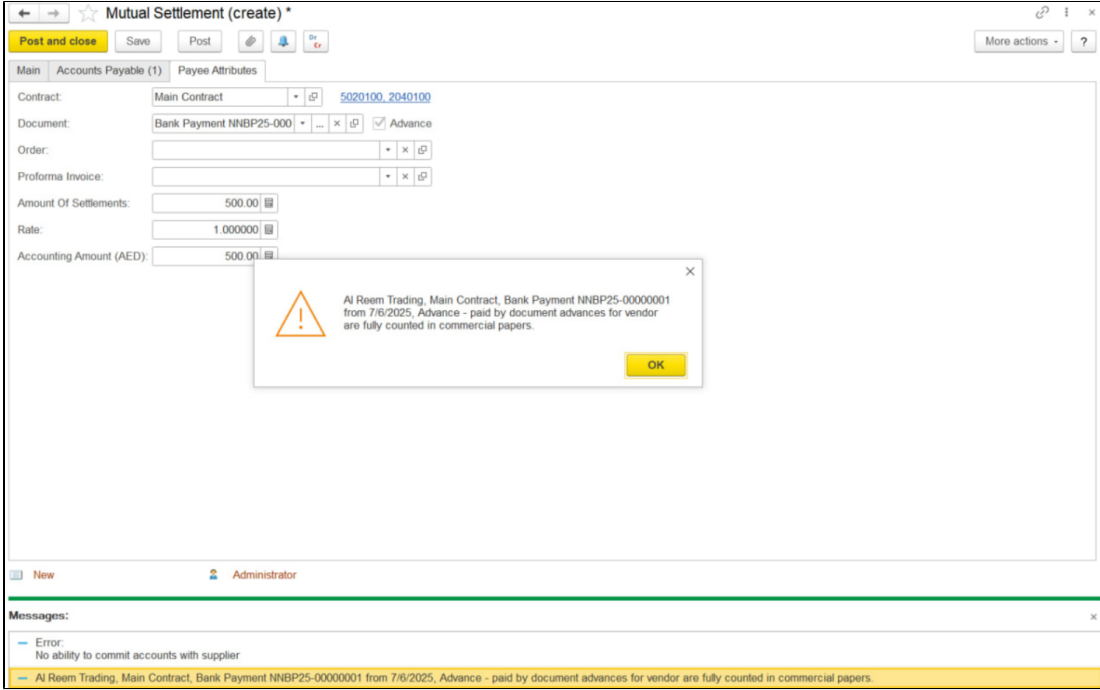 Mutual Settlement (create) *
Post and close Save Post Dr Cr More actions ?
Main Accounts Payable (1) Payee Attributes
Contract: Main Contract 5020100, 2040100
Document: Bank Payment NNBP25-000 ... Advance
Order:
Proforma Invoice:
Amount Of Settlements: 500.00
Rate: 1.000000
Accounting Amount (AED): 500.00
Al Reem Trading, Main Contract, Bank Payment NNBP25-00000001
from 7/6/2025, Advance - paid by document advances for vendor
are fully counted in commercial papers.
OK
New Administrator
Messages:
Error:
No ability to commit accounts with supplier
Al Reem Trading, Main Contract, Bank Payment NNBP25-00000001 from 7/6/2025, Advance - paid by document advances for vendor are fully counted in commercial papers.